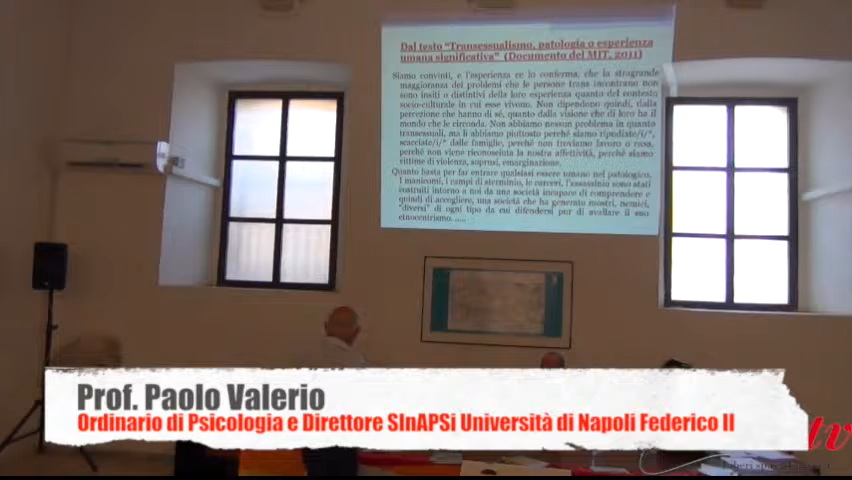 Dal testo "Transessualismo, patologia o esperienza
umana significativa" (Documento del MIT, 2011)
Siamo convinti, e l'esperienza ce lo conferma, che la stragrande
maggioranza dei problemi che le persone trans incontrano non
sono insiti o distintivi della loro esperienza quanto del contesto
socio-culturale in cui esse vivono. Non dipendono quindi, dalla
percezione che hanno di sé, quanto dalla visione che di loro ha il
mondo che le circonda. Non abbiamo nessun problema in quanto
transessuali, ma li abbiamo piuttosto perché siamo ripudiate/i/*,
scacciate/i/* dalle famiglie, perché non troviamo lavoro o casa,
perché non viene riconosciuta la nostra affettività, perché siamo
vittime di violenza, soprusi, emarginazione.
Quanto basta per far entrare qualsiasi essere umano nel patologico.
I manicomi, i campi di sterminio, le carceri, l'assassinio sono stati
costruiti intorno a noi da una società incapace di comprendere e
quindi di accogliere, una società che ha generato mostri, nemici,
"diversi" di ogni tipo da cui difendersi pur di avallare il suo
etnocentrismo. ....
Prof. Paolo Valerio
Ordinario di Psicologia e Direttore SInAPSi Università di Napoli Federico II
tv